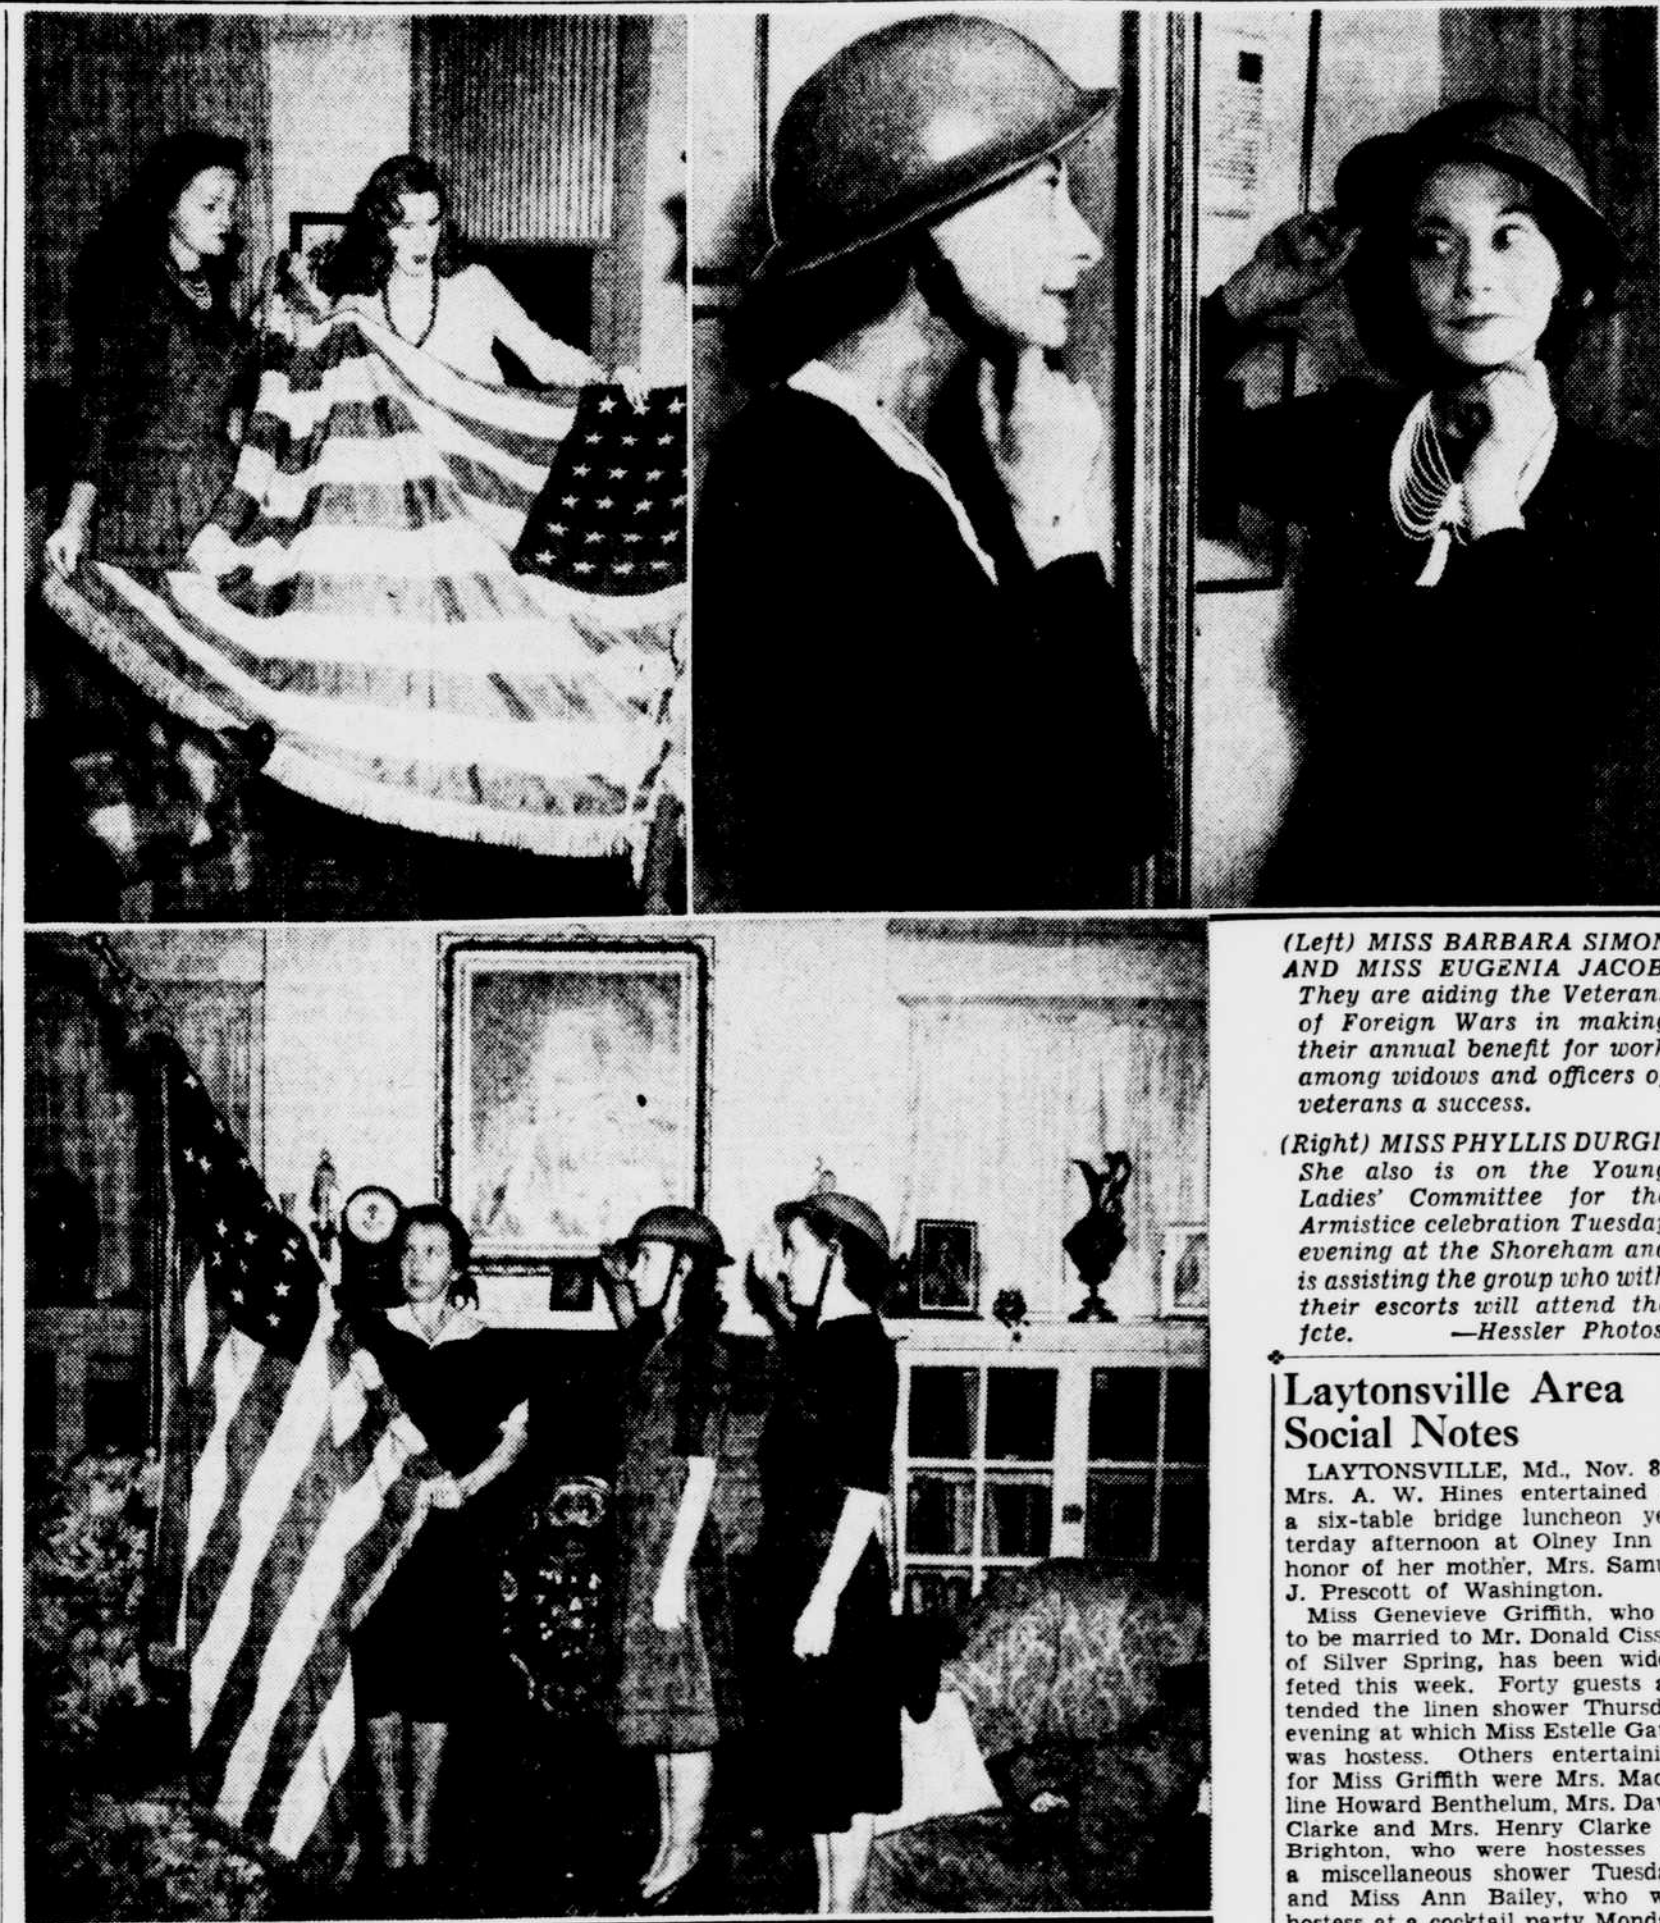 (Left) MISS BARBARA SIMON
AND MISS EUGENIA JACOB
They are aiding the Veteran
of Foreign Wars in making
their annual benefit for work
among widows and officers o
veterans a success.
(Right) MISS PHYLLIS DURGI
She also is on the Young
Ladies' Committee for the
Armistice celebration Tuesday
evening at the Shoreham and
is assisting the group who with
their escorts will attend the
fcte. —Hessler Photos
Laytonsville Area
Social Notes
LAYTONSVILLE, Md., Nov. 8
Mrs. A. W. Hines entertained
a six-table bridge luncheon ye
terday afternoon at Olney Inn
honor of her mother, Mrs. Samu
J. Prescott of Washington.
Miss Genevieve Griffith, who
to be married to Mr. Donald Ciss
of Silver Spring, has been wide
feted this week. Forty guests a
tended the linen shower Thursd
evening at which Miss Estelle Ga
was hostess. Others entertaini
for Miss Griffith were Mrs. Mad
line Howard Benthelum, Mrs. Dav
Clarke and Mrs. Henry Clarke
Brighton, who were hostesses
a miscellaneous shower Tuesda
and Miss Ann Bailey, who w
hostess at a cocktail party Monda